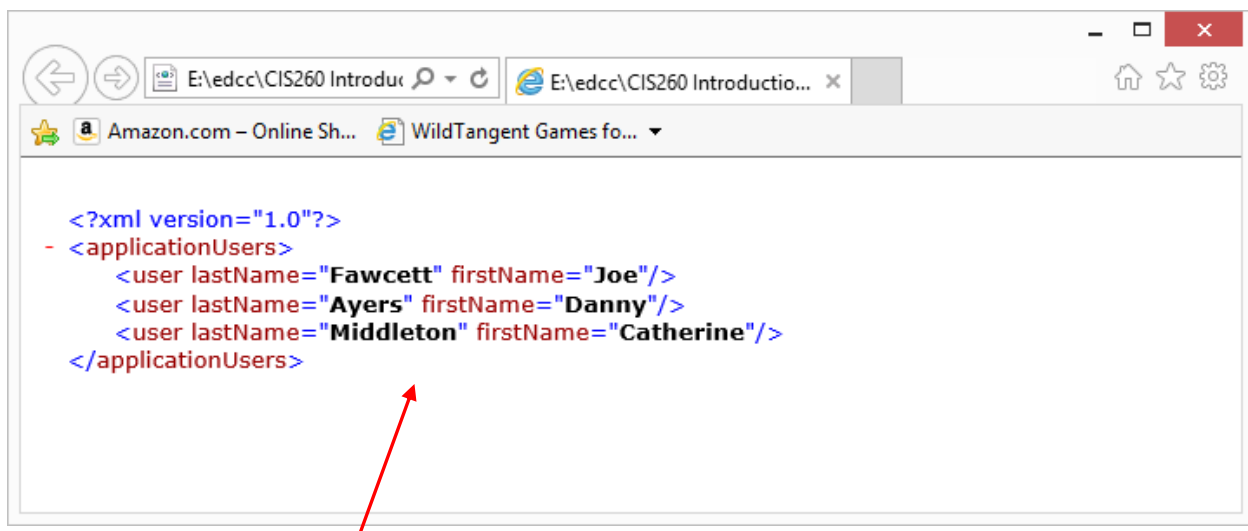 E:\edcc\CIS260 Introduc
E:\edcc\CIS260 Introductio...
Amazon.com – Online Sh... WildTangent Games fo...
<?xml version="1.0"?>
- <applicationUsers>
<user lastName="Fawcett" firstName="Joe"/>
<user lastName="Ayers" firstName="Danny"/>
<user lastName="Middleton" firstName="Catherine"/>
</applicationUsers>